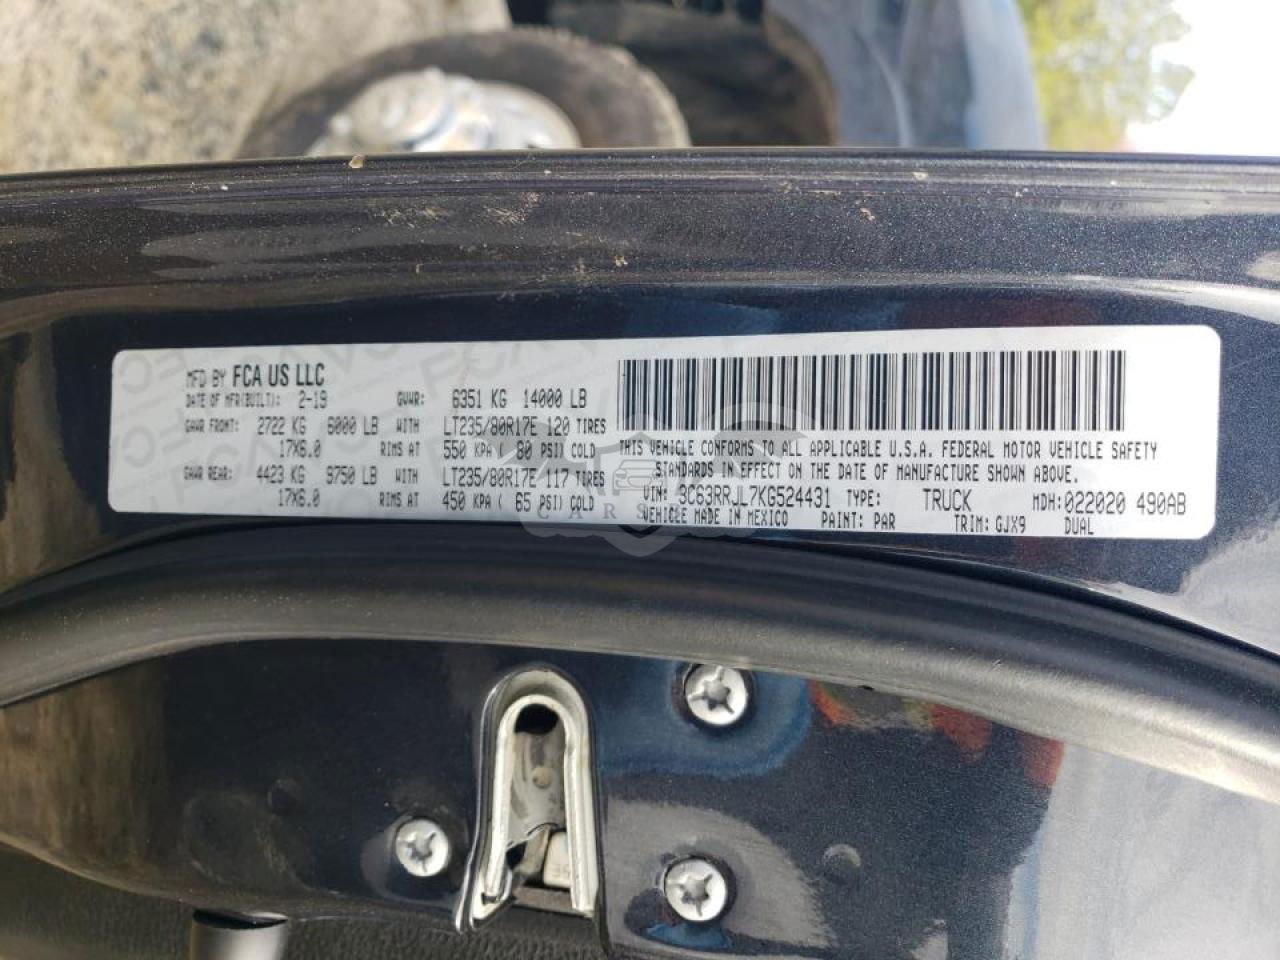 MFD BY FCA US LLC
DATE OF MFR(BUILT): 2-19 GVWR: 6351 KG 14000 LB
GAWR FRONT: 2722 KG 6000 LB WITH LT235/80R17E 120 TIRES
17X6.0 RIMS AT 550 KPA ( 80 PSI) COLD
GAWR REAR: 4423 KG 9750 LB WITH LT235/80R17E 117 TIRES
17X6.0 RIMS AT 450 KPA ( 65 PSI) COLD
THIS VEHICLE CONFORMS TO ALL APPLICABLE U.S.A. FEDERAL MOTOR VEHICLE SAFETY
STANDARDS IN EFFECT ON THE DATE OF MANUFACTURE SHOWN ABOVE.
VIN: 3C63RRJL7KG524431 TYPE: TRUCK MDH:022020 490AB
VEHICLE MADE IN MEXICO PAINT: PAR TRIM: GJX9 DUAL